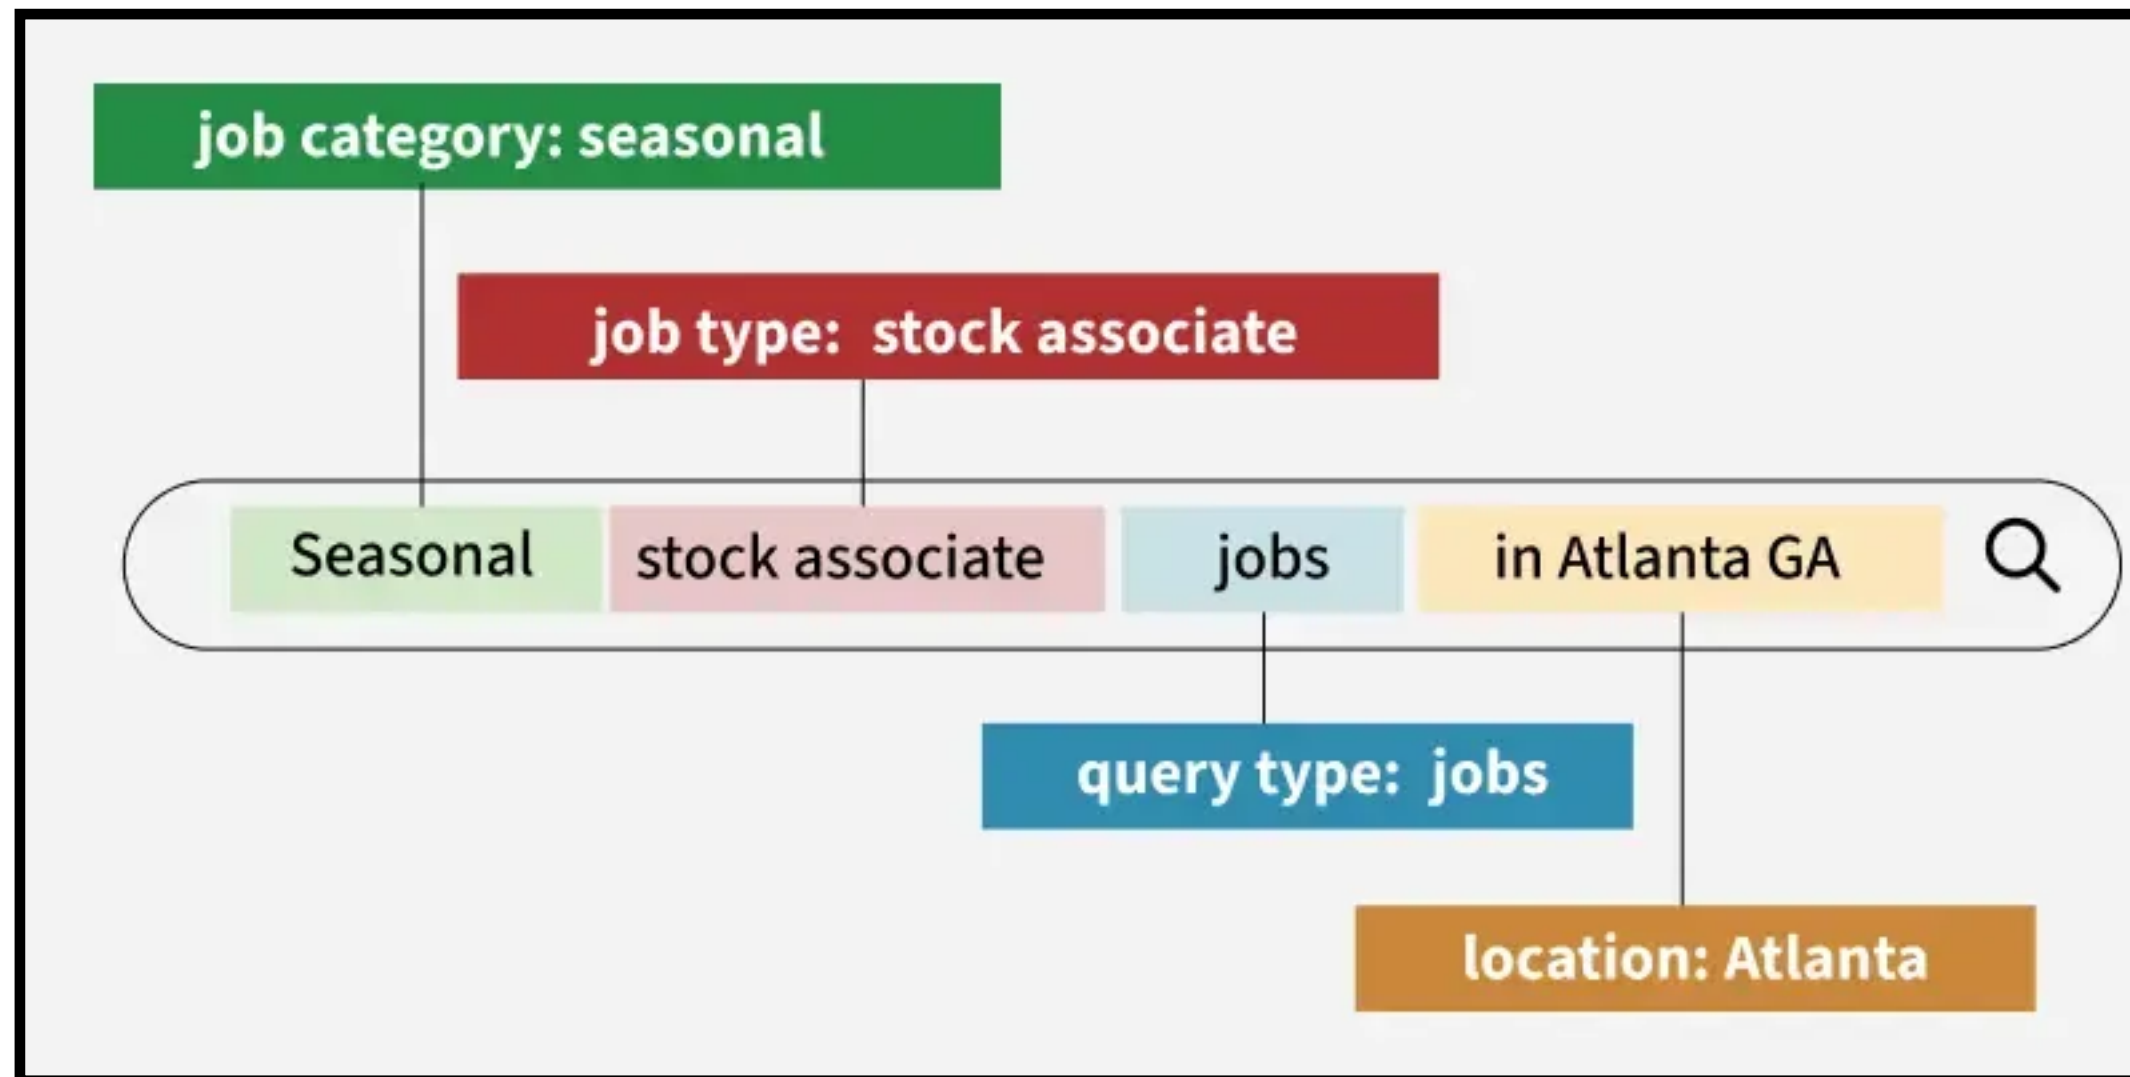 job category: seasonal
job type: stock associate
Seasonal stock associate jobs in Atlanta GA
query type: jobs
location: Atlanta